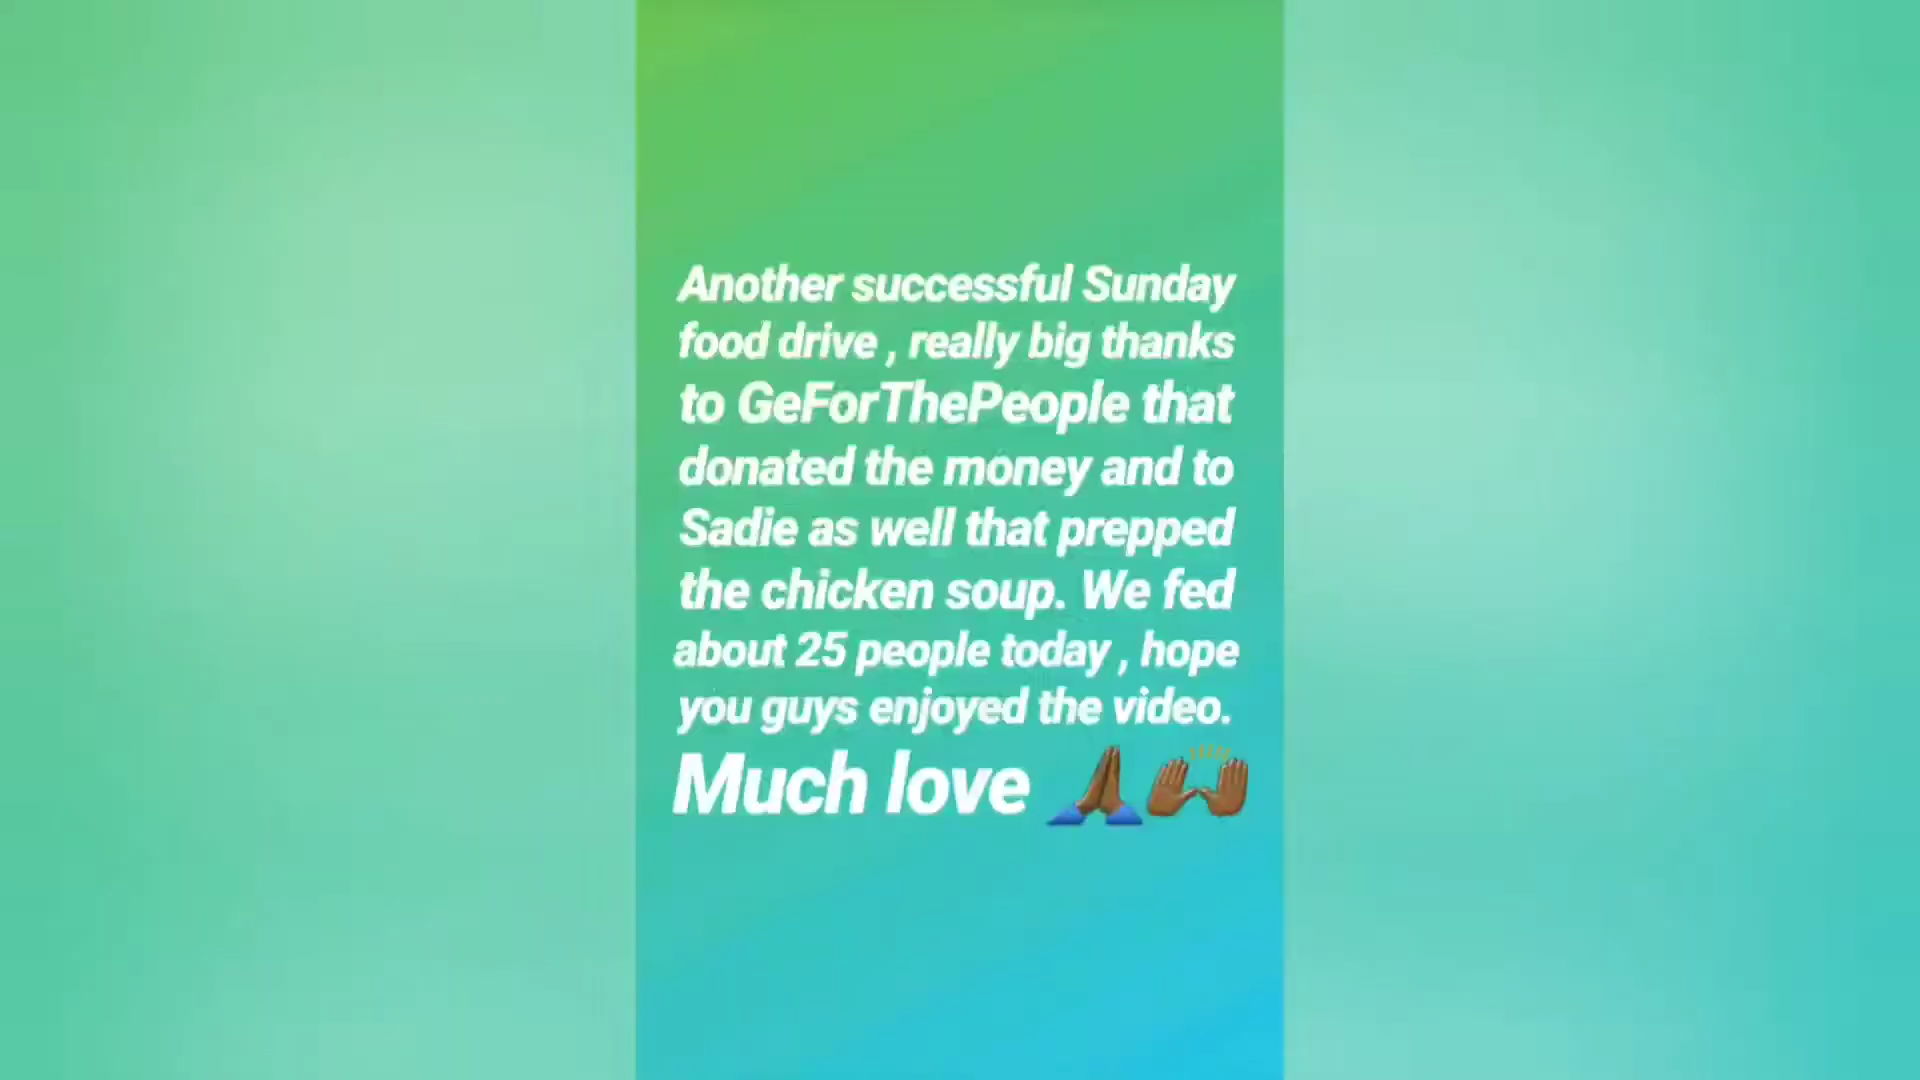 Another successful Sunday
food drive , really big thanks
to GeForThePeople that
donated the money and to
Sadie as well that prepped
the chicken soup. We fed
about 25 people today , hope
you guys enjoyed the video.
Much love 🙏🏾🙌🏾